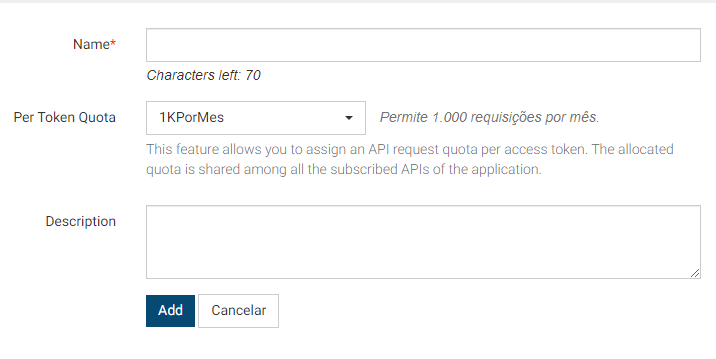 Name*
Characters left: 70
Per Token Quota 1KPorMes Permite 1.000 requisições por mês.
This feature allows you to assign an API request quota per access token. The allocated
quota is shared among all the subscribed APIs of the application.
Description
Add Cancelar